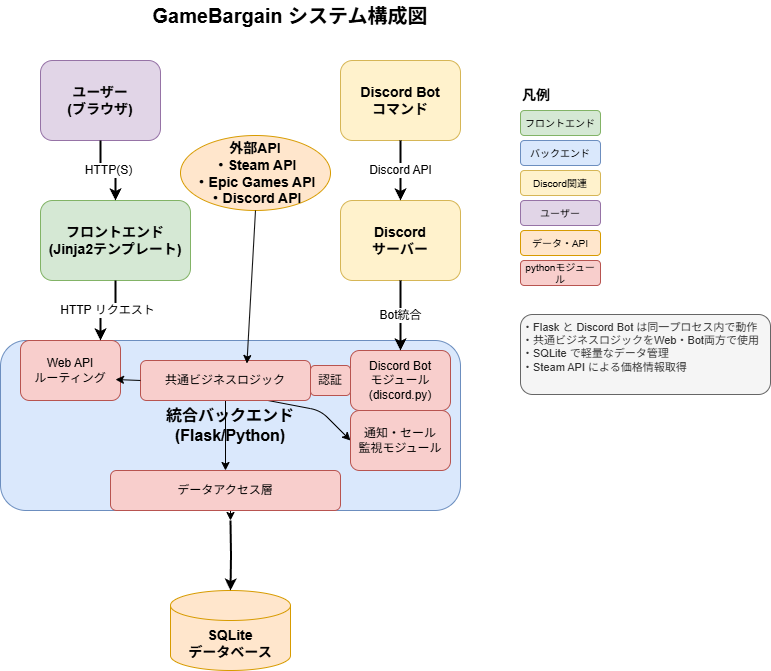 GameBargain システム構成図
ユーザー
(ブラウザ)
Discord Bot
コマンド
凡例
フロントエンド
バックエンド
Discord関連
ユーザー
データ・API
pythonモジュー
ル
外部API
・Steam API
・Epic Games API
・Discord API
HTTP(S)
Discord API
フロントエンド
(Jinja2テンプレート)
Discord
サーバー
HTTP リクエスト
Bot統合
・Flask と Discord Bot は同一プロセス内で動作
・共通ビジネスロジックをWeb・Bot両方で使用
・SQLite で軽量なデータ管理
・Steam API による価格情報取得
Web API
ルーティング
共通ビジネスロジック
認証
Discord Bot
モジュール
(discord.py)
統合バックエンド
(Flask/Python)
通知・セール
監視モジュール
データアクセス層
SQLite
データベース